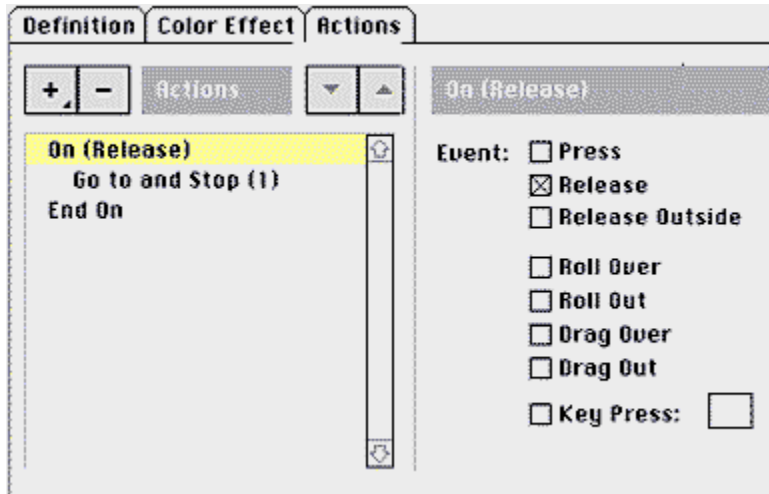 Definition Color Effect Actions
+ - Actions On (Release)
On (Release)
Go to and Stop (1)
End On
Event: Press
Release
Release Outside
Roll Over
Roll Out
Drag Over
Drag Out
Key Press: